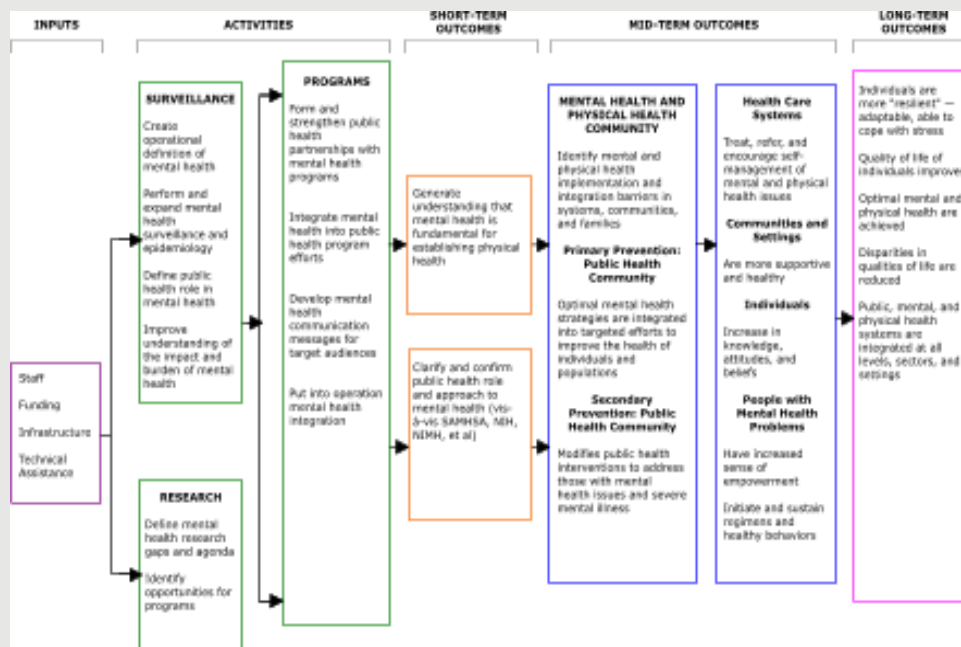 INPUTS
ACTIVITIES
SHORT-TERM
OUTCOMES
MID-TERM OUTCOMES
LONG-TERM
OUTCOMES
Staff
Funding
Infrastructure
Technical
Assistance
SURVEILLANCE
Create
operational
definition of
mental health
Perform and
expand mental
health
surveillance and
epidemiology
Define public
health role in
mental health
Improve
understanding of
the impact and
burden of mental
health
RESEARCH
Define mental
health research
gaps and agenda
Identify
opportunities for
programs
PROGRAMS
Form and
strengthen public
health
partnerships with
mental health
programs
Integrate mental
health into public
health program
efforts
Develop mental
health
communication
messages for
target audiences
Put into operation
mental health
integration
Generate
understanding that
mental health is
fundamental for
establishing physical
health
Clarify and confirm
public health role
and approach to
mental health (vis-
à-vis SAMHSA, NIH,
NIMH, et al)
MENTAL HEALTH AND
PHYSICAL HEALTH
COMMUNITY
Identify mental and
physical health
implementation and
integration barriers in
systems, communities,
and families
Primary Prevention:
Public Health
Community
Optimal mental health
strategies are integrated
into targeted efforts to
improve the health of
individuals and
populations
Secondary
Prevention: Public
Health Community
Modifies public health
interventions to address
those with mental
health issues and severe
mental illness
Health Care
Systems
Treat, refer, and
encourage self-
management of
mental and physical
health issues
Communities and
Settings
Are more supportive
and healthy
Individuals
Increase in
knowledge,
attitudes, and
beliefs
People with
Mental Health
Problems
Have increased
sense of
empowerment
Initiate and sustain
regimens and
healthy behaviors
Individuals are
more "resilient" —
adaptable, able to
cope with stress
Quality of life of
individuals improve
Optimal mental and
physical health are
achieved
Disparities in
qualities of life are
reduced
Public, mental, and
physical health
systems are
integrated at all
levels, sectors, and
settings